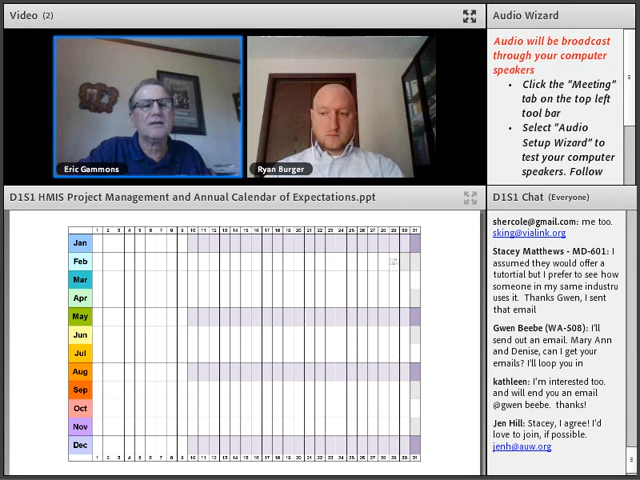 Video (2)
Eric Gammons
Ryan Burger
Audio Wizard
Audio will be broadcast
through your computer
speakers
• Click the "Meeting"
tab on the top left
tool bar
• Select "Audio
Setup Wizard" to
test your computer
speakers. Follow
D1S1 HMIS Project Management and Annual Calendar of Expectations.ppt
1 2 3 4 5 6 7 8 9 10 11 12 13 14 15 16 17 18 19 20 21 22 23 24 25 26 27 28 29 30 31
Jan
Feb
Mar
Apr
May
Jun
Jul
Aug
Sep
Oct
Nov
Dec
1 2 3 4 5 6 7 8 9 10 11 12 13 14 15 16 17 18 19 20 21 22 23 24 25 26 27 28 29 30 31
D1S1 Chat (Everyone)
shercole@gmail.com: me too.
sking@vialink.org
Stacey Matthews - MD-601: I
assumed they would offer a
tutortial but I prefer to see how
someone in my same industru
uses it. Thanks Gwen, I sent
that email
Gwen Beebe (WA-508): I'll
send out an email. Mary Ann
and Denise, can I get your
emails? I'll loop you in
kathleen: I'm interested too.
and will end you an email
@gwen beebe. thanks!
Jen Hill: Stacey, I agree! I'd
love to join, if possible.
jenh@auw.org